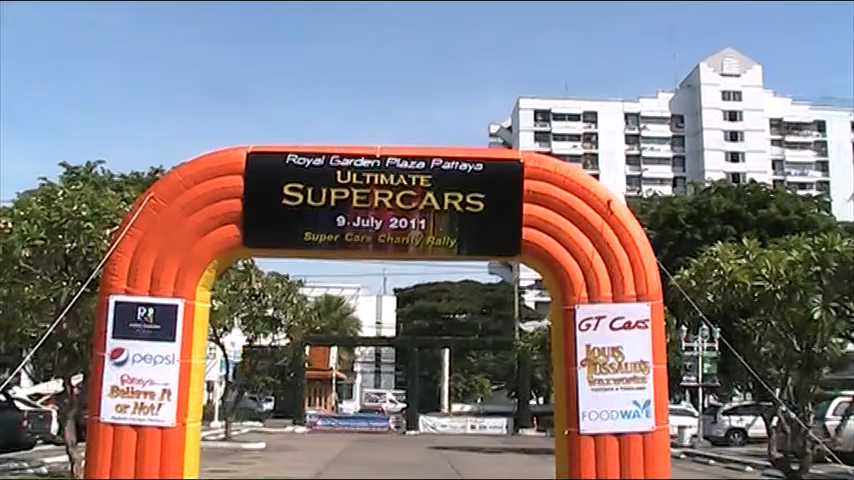 Royal Garden Plaza Pattaya
ULTIMATE
SUPERCARS
9 July 2011
Super Cars Charity Rally
pepsi
Ripley's
Believe It
or Not!
GT Cars
LOUIS
TUSSAUD'S
WAXWORKS
FOODWAVE